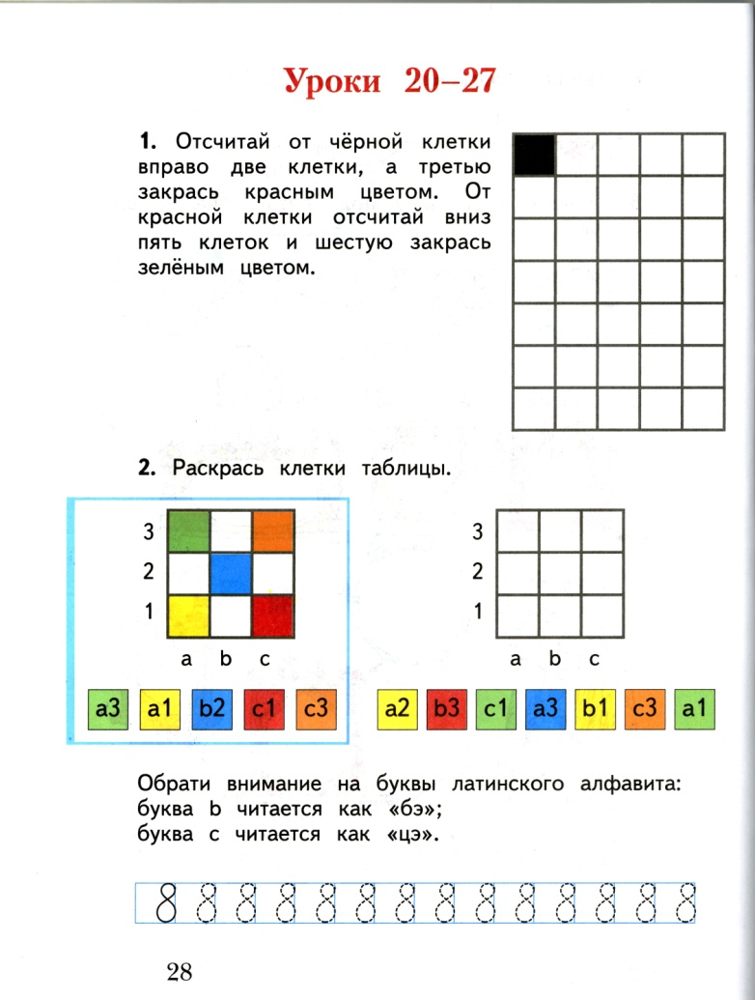 Уроки 20–27
1. Отсчитай от чёрной клетки
вправо две клетки, а третью
закрась красным цветом. От
красной клетки отсчитай вниз
пять клеток и шестую закрась
зелёным цветом.
2. Раскрась клетки таблицы.
3
2
1
a b c
a3 a1 b2 c1 c3
3
2
1
a b c
a2 b3 c1 a3 b1 c3 a1
Обрати внимание на буквы латинского алфавита:
буква b читается как «бэ»;
буква c читается как «цэ».
8 8 8 8 8 8 8 8 8 8 8 8 8 8
28